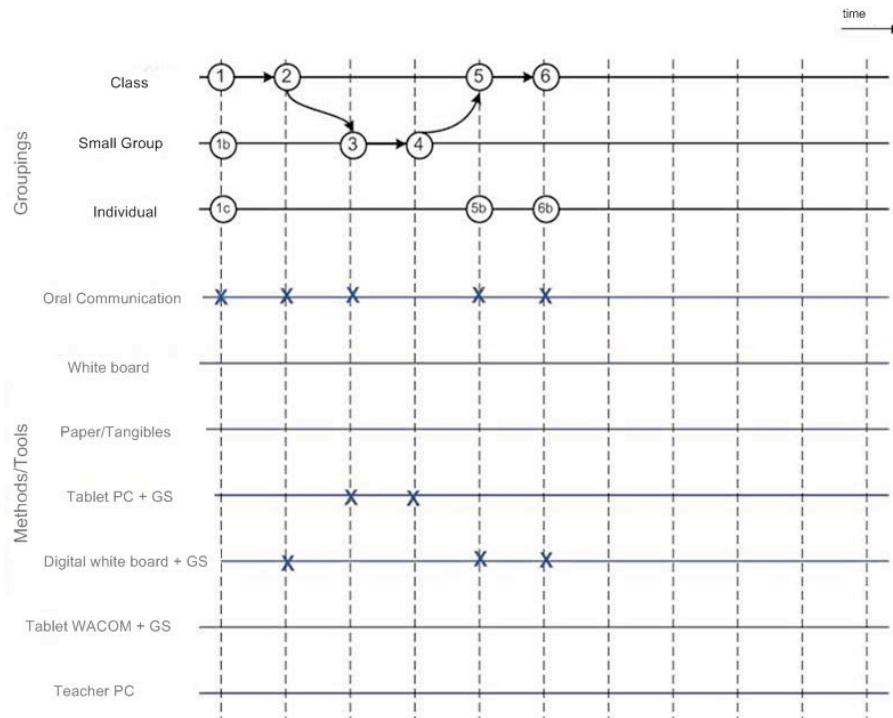 time
Class
1
2
5
6
Groupings
Small Group
1b
3
4
Individual
1c
5b
6b
Oral Communication
X X X X X
White board
Methods/Tools
Paper/Tangibles
Tablet PC + GS
X X
Digital white board + GS
X X X
Tablet WACOM + GS
Teacher PC